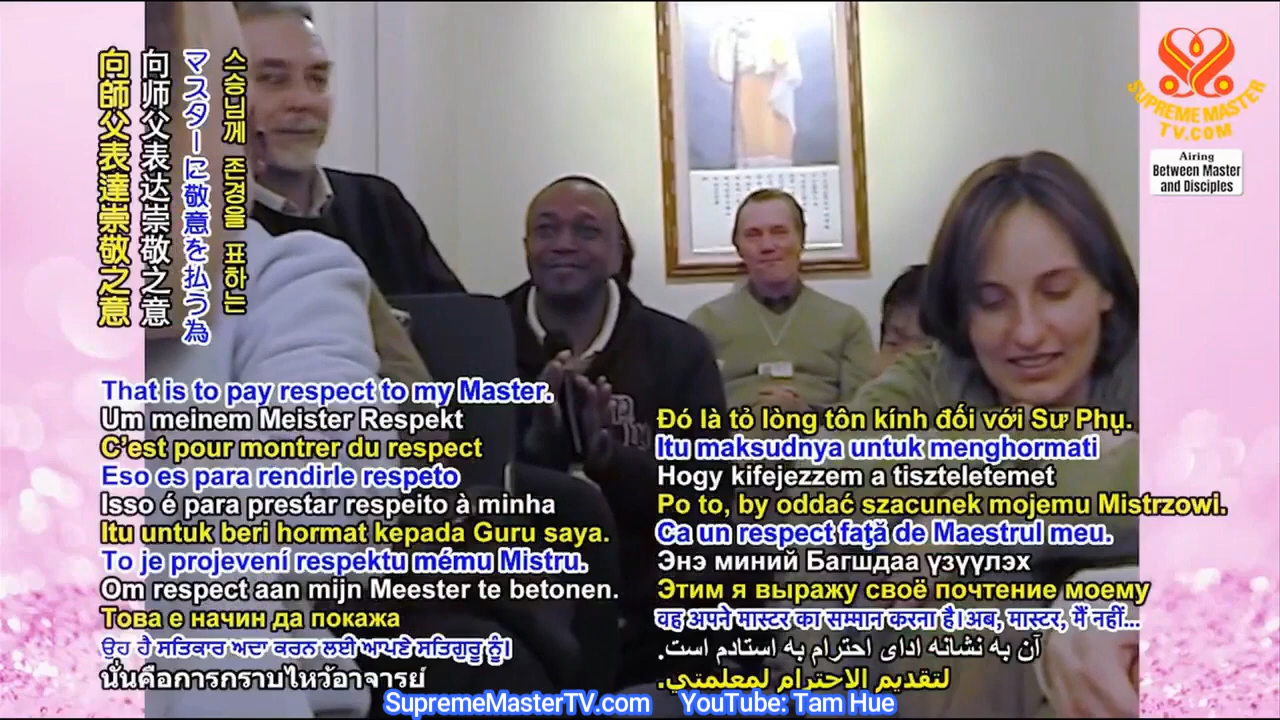 向師父表達崇敬之意
向师父表达崇敬之意
マスターに敬意を払う為
스승님께 존경을 표하는
SUPREME MASTER
TV.COM
Airing
Between Master
and Disciples
That is to pay respect to my Master.
Um meinem Meister Respekt
C'est pour montrer du respect
Eso es para rendirle respeto
Isso é para prestar respeito à minha
Itu untuk beri hormat kepada Guru saya.
To je projevení respektu mému Mistru.
Om respect aan mijn Meester te betonen.
Това е начин да покажа
ਉਹ ਹੈ ਸਤਿਕਾਰ ਅਦਾ ਕਰਨ ਲਈ ਆਪਣੇ ਸਤਿਗੁਰੂ ਨੂੰ।
นั่นคือการกราบไหว้อาจารย์
Đó là tỏ lòng tôn kính đối với Sư Phụ.
Itu maksudnya untuk menghormati
Hogy kifejezzem a tiszteletemet
Po to, by oddać szacunek mojemu Mistrzowi.
Ca un respect faţă de Maestrul meu.
Энэ миний Багшдаа үзүүлэх
Этим я выражу своё почтение моему
वह अपने मास्टर का सम्मान करना है।अब, मास्टर, मैं नहीं...
آن به نشانه ادای احترام به استادم است.
لتقديم الاحترام لمعلمتي.
SupremeMasterTV.com YouTube: Tam Hue